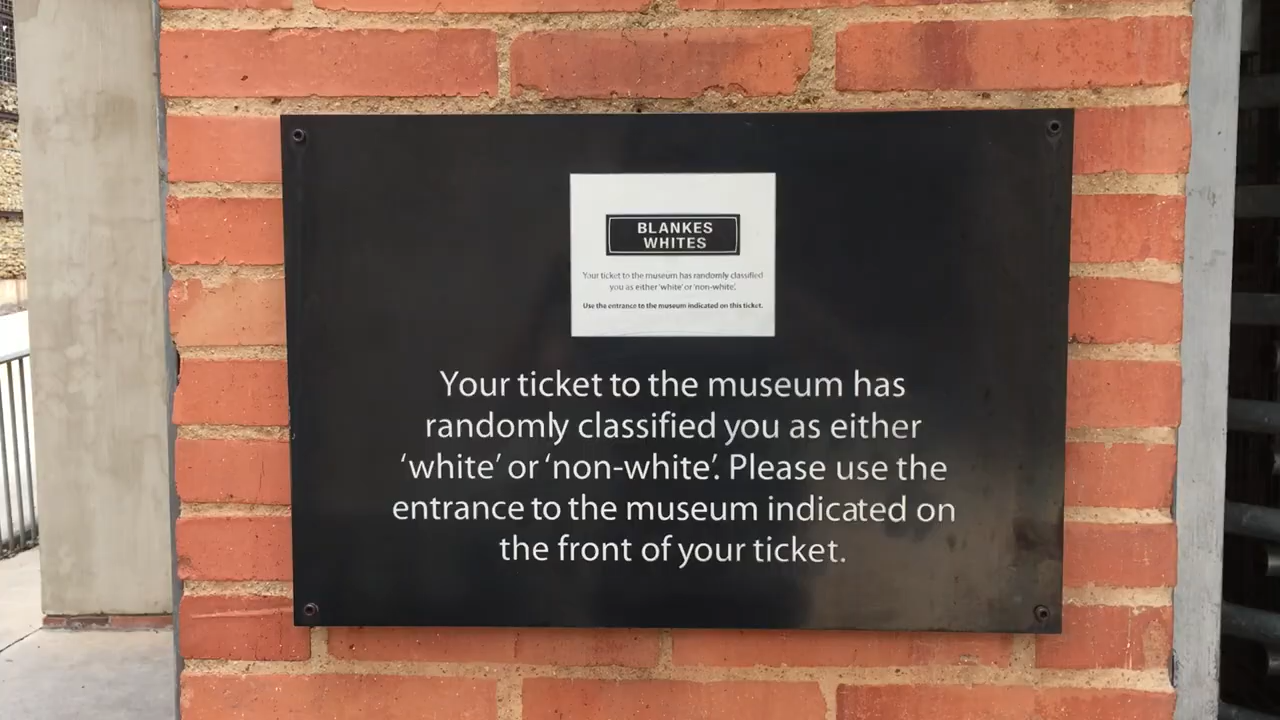 BLANKES
WHITES
Your ticket to the museum has randomly classified
you as either 'white' or 'non-white'.
Use the entrance to the museum indicated on this ticket.
Your ticket to the museum has
randomly classified you as either
‘white’ or ‘non-white’. Please use the
entrance to the museum indicated on
the front of your ticket.